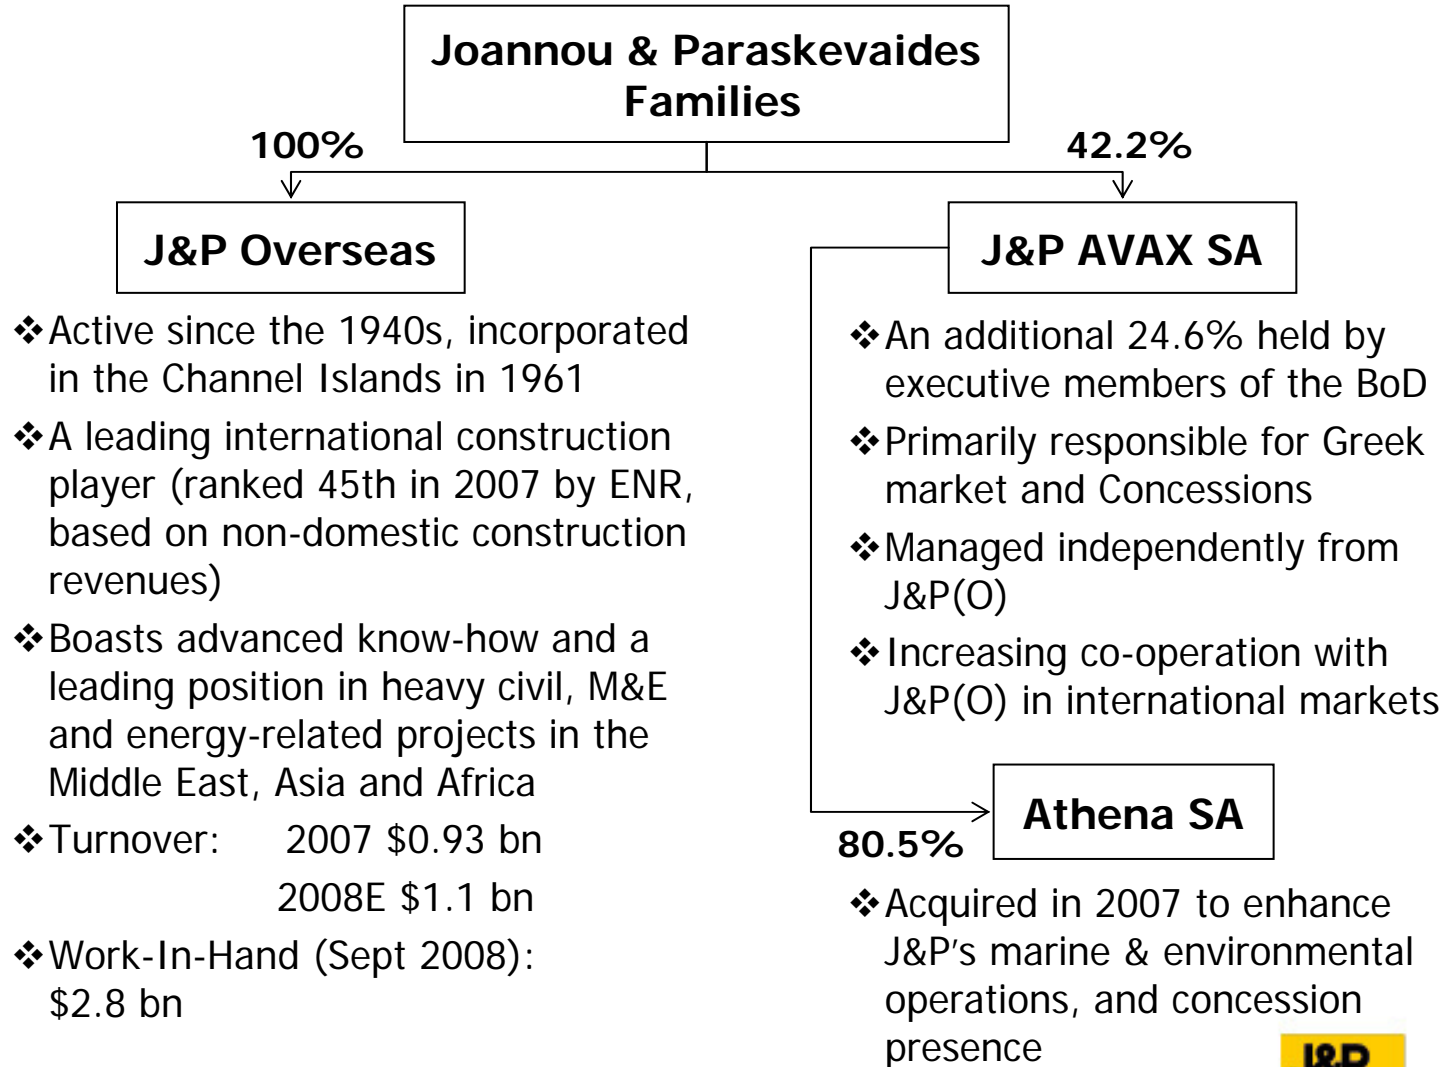 Joannou & Paraskevaides
Families
100%
42.2%
J&P Overseas
❖Active since the 1940s, incorporated
in the Channel Islands in 1961
❖A leading international construction
player (ranked 45th in 2007 by ENR,
based on non-domestic construction
revenues)
❖Boasts advanced know-how and a
leading position in heavy civil, M&E
and energy-related projects in the
Middle East, Asia and Africa
❖Turnover: 2007 $0.93 bn
2008E $1.1 bn
❖Work-In-Hand (Sept 2008):
$2.8 bn
J&P AVAX SA
❖An additional 24.6% held by
executive members of the BoD
❖Primarily responsible for Greek
market and Concessions
❖Managed independently from
J&P(O)
❖Increasing co-operation with
J&P(O) in international markets
80.5%
Athena SA
❖Acquired in 2007 to enhance
J&P's marine & environmental
operations, and concession
presence
J&P